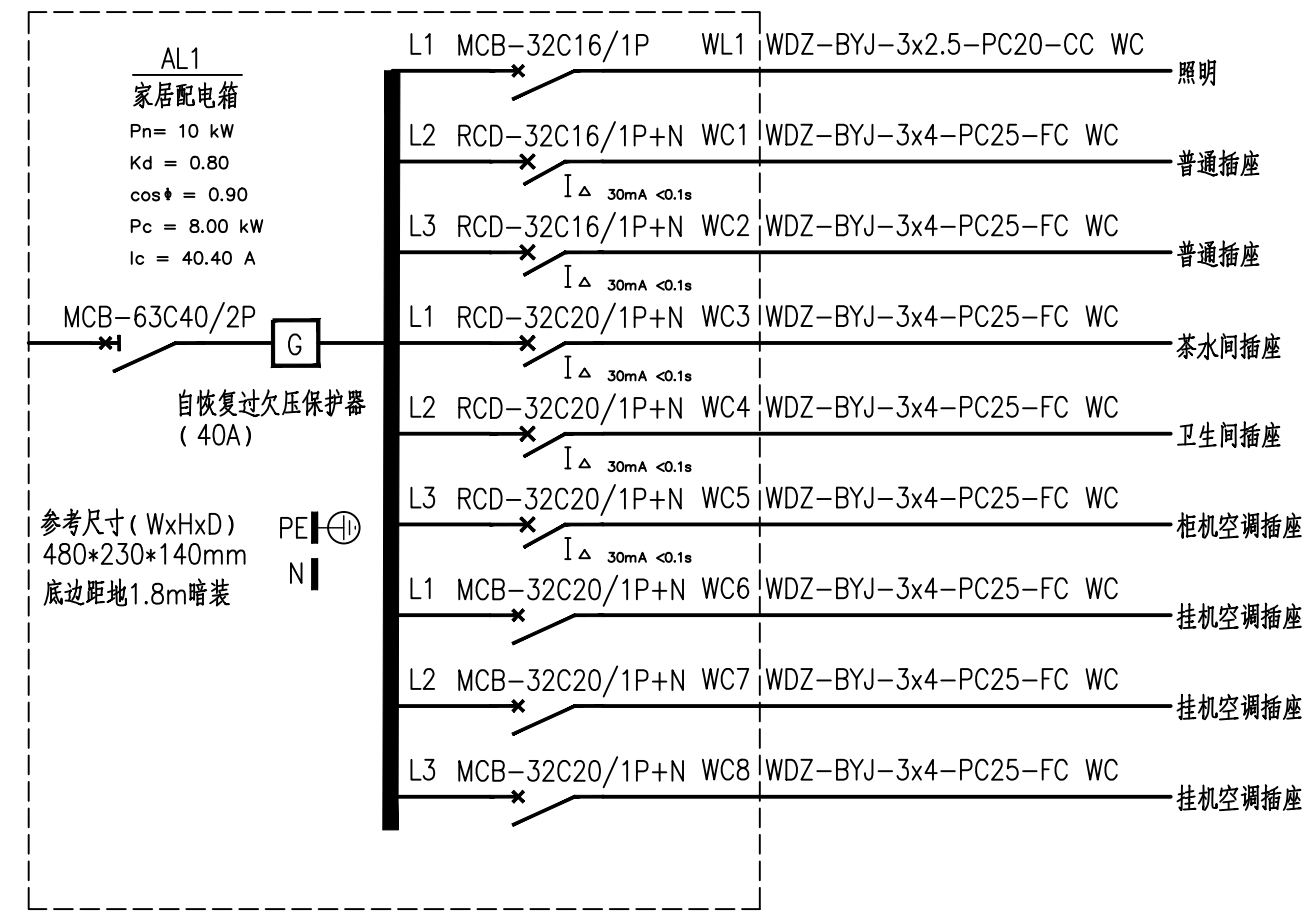 AL1
家居配电箱
Pn= 10 kW
Kd = 0.80
cosΦ = 0.90
Pc = 8.00 kW
Ic = 40.40 A
MCB-63C40/2P
G
自恢复过欠压保护器
(40A)
参考尺寸(WxHxD)
480*230*140mm
底边距地1.8m暗装
PE
N
L1 MCB-32C16/1P WL1 WDZ-BYJ-3x2.5-PC20-CC WC
照明
L2 RCD-32C16/1P+N WC1 WDZ-BYJ-3x4-PC25-FC WC
普通插座
I△ 30mA <0.1s
L3 RCD-32C16/1P+N WC2 WDZ-BYJ-3x4-PC25-FC WC
普通插座
I△ 30mA <0.1s
L1 RCD-32C20/1P+N WC3 WDZ-BYJ-3x4-PC25-FC WC
茶水间插座
I△ 30mA <0.1s
L2 RCD-32C20/1P+N WC4 WDZ-BYJ-3x4-PC25-FC WC
卫生间插座
I△ 30mA <0.1s
L3 RCD-32C20/1P+N WC5 WDZ-BYJ-3x4-PC25-FC WC
柜机空调插座
I△ 30mA <0.1s
L1 MCB-32C20/1P+N WC6 WDZ-BYJ-3x4-PC25-FC WC
挂机空调插座
L2 MCB-32C20/1P+N WC7 WDZ-BYJ-3x4-PC25-FC WC
挂机空调插座
L3 MCB-32C20/1P+N WC8 WDZ-BYJ-3x4-PC25-FC WC
挂机空调插座